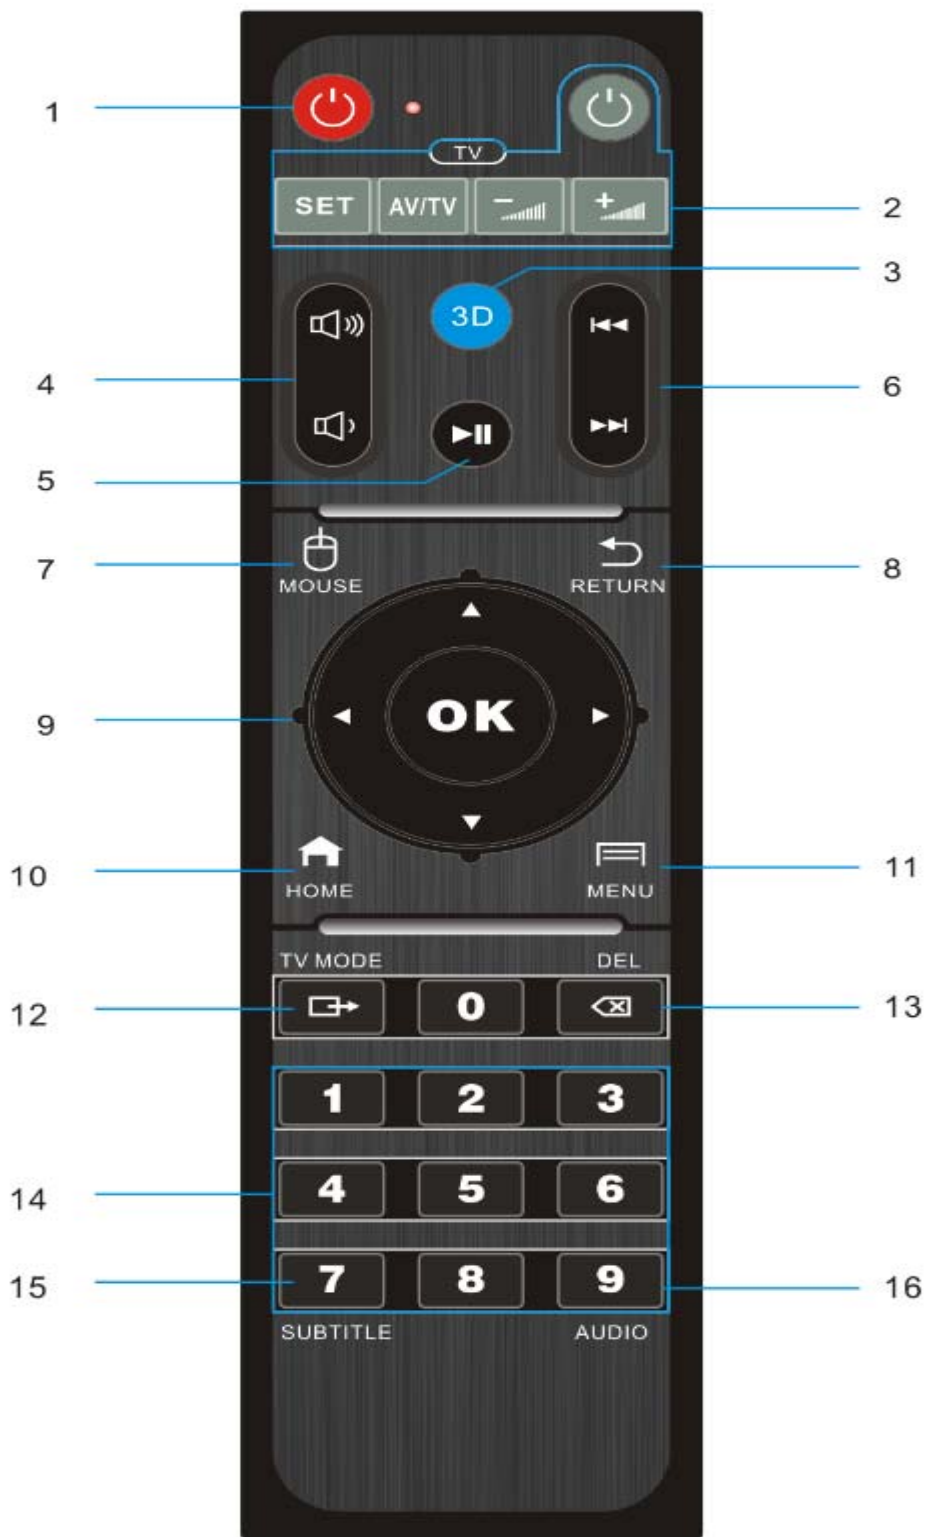 1
TV
SET AV/TV − +
2
3
3D
4
6
5
7
8
MOUSE RETURN
9
OK
10
11
HOME MENU
TV MODE DEL
12
0
13
1 2 3
14
4 5 6
15
7 8 9
16
SUBTITLE AUDIO